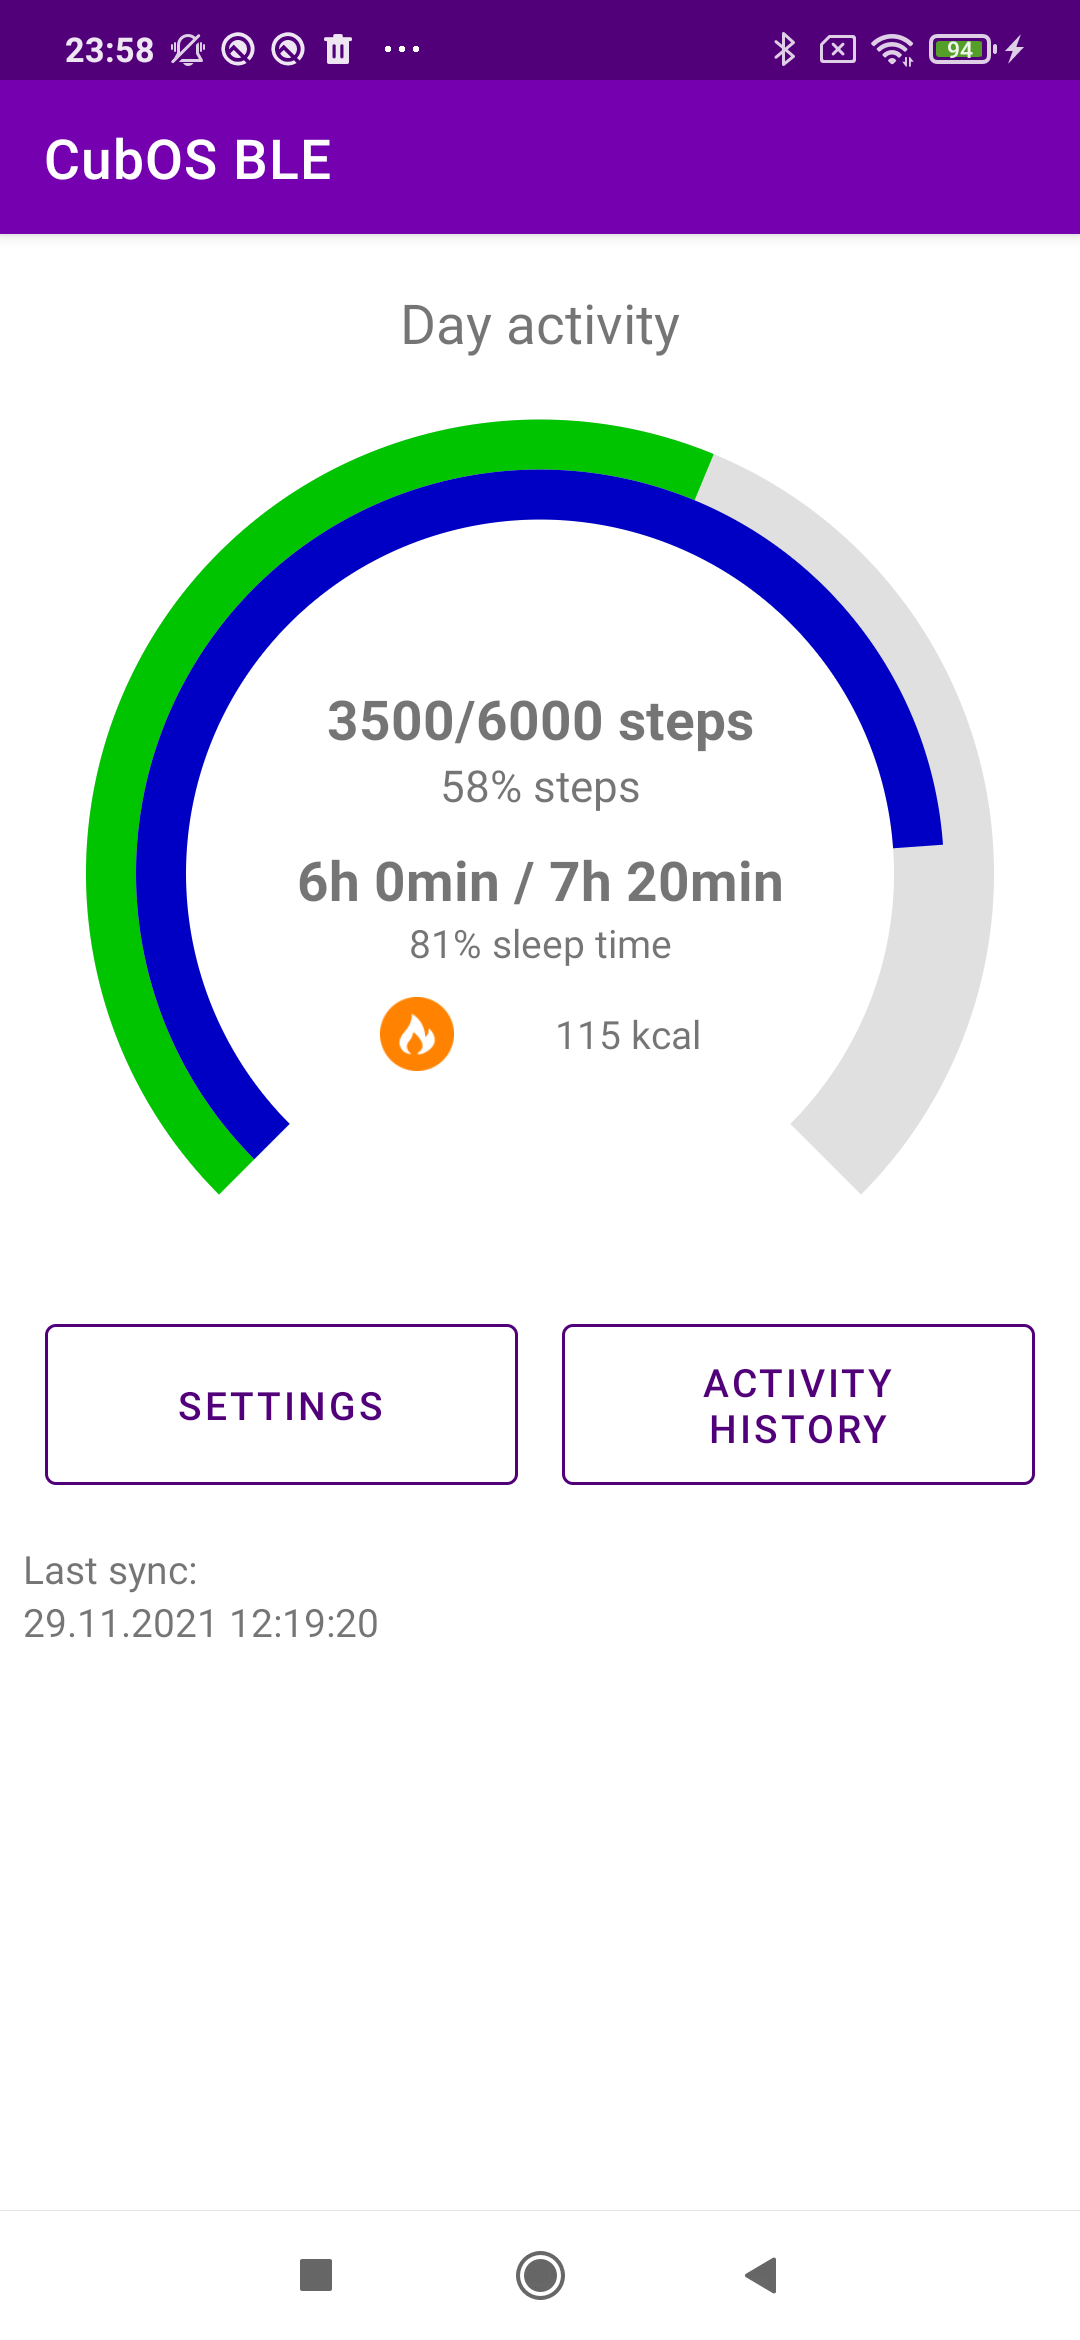 23:58
94
CubOS BLE
Day activity
3500/6000 steps
58% steps
6h 0min / 7h 20min
81% sleep time
115 kcal
SETTINGS
ACTIVITY
HISTORY
Last sync:
29.11.2021 12:19:20